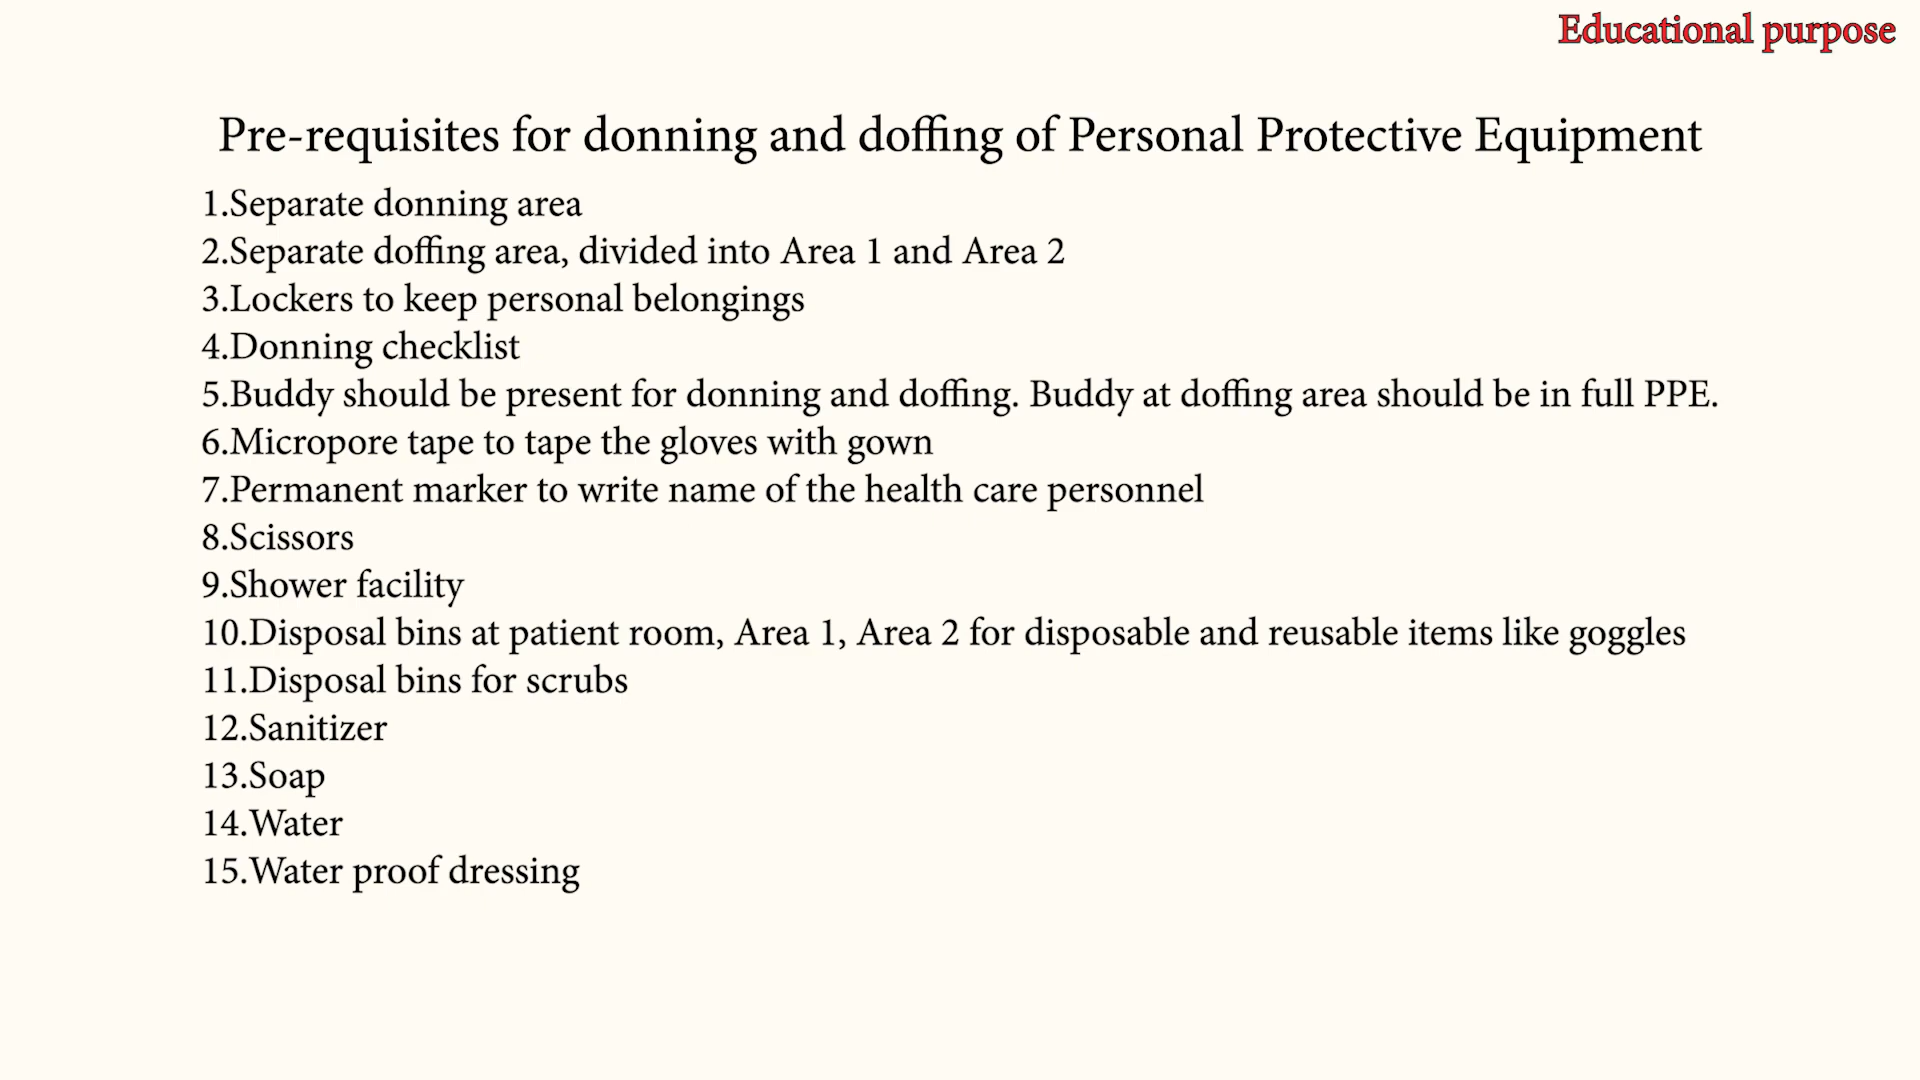 Educational purpose
Pre-requisites for donning and doffing of Personal Protective Equipment
1.Separate donning area
2.Separate doffing area, divided into Area 1 and Area 2
3.Lockers to keep personal belongings
4.Donning checklist
5.Buddy should be present for donning and doffing. Buddy at doffing area should be in full PPE.
6.Micropore tape to tape the gloves with gown
7.Permanent marker to write name of the health care personnel
8.Scissors
9.Shower facility
10.Disposal bins at patient room, Area 1, Area 2 for disposable and reusable items like goggles
11.Disposal bins for scrubs
12.Sanitizer
13.Soap
14.Water
15.Water proof dressing